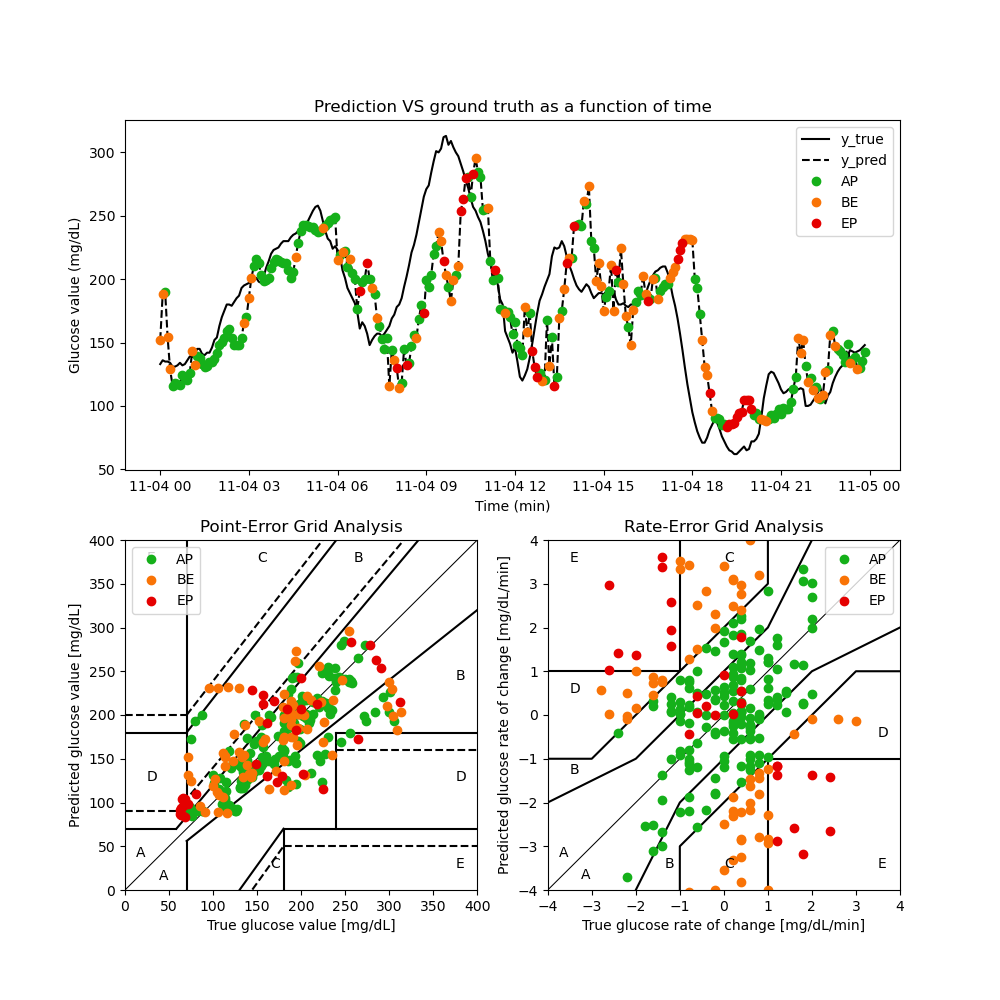 Prediction VS ground truth as a function of time
Glucose value (mg/dL)
300
250
200
150
100
50
y_true
y_pred
AP
BE
EP
11-04 00 11-04 03 11-04 06 11-04 09 11-04 12 11-04 15 11-04 18 11-04 21 11-05 00
Time (min)
Point-Error Grid Analysis
Predicted glucose value [mg/dL]
400
350
300
250
200
150
100
50
0
AP
BE
EP
C B
B
D D
A A
C E
0 50 100 150 200 250 300 350 400
True glucose value [mg/dL]
Rate-Error Grid Analysis
Predicted glucose rate of change [mg/dL/min]
4
3
2
1
0
−1
−2
−3
−4
AP
BE
EP
E C
D D
B
A A
B C E
−4 −3 −2 −1 0 1 2 3 4
True glucose rate of change [mg/dL/min]